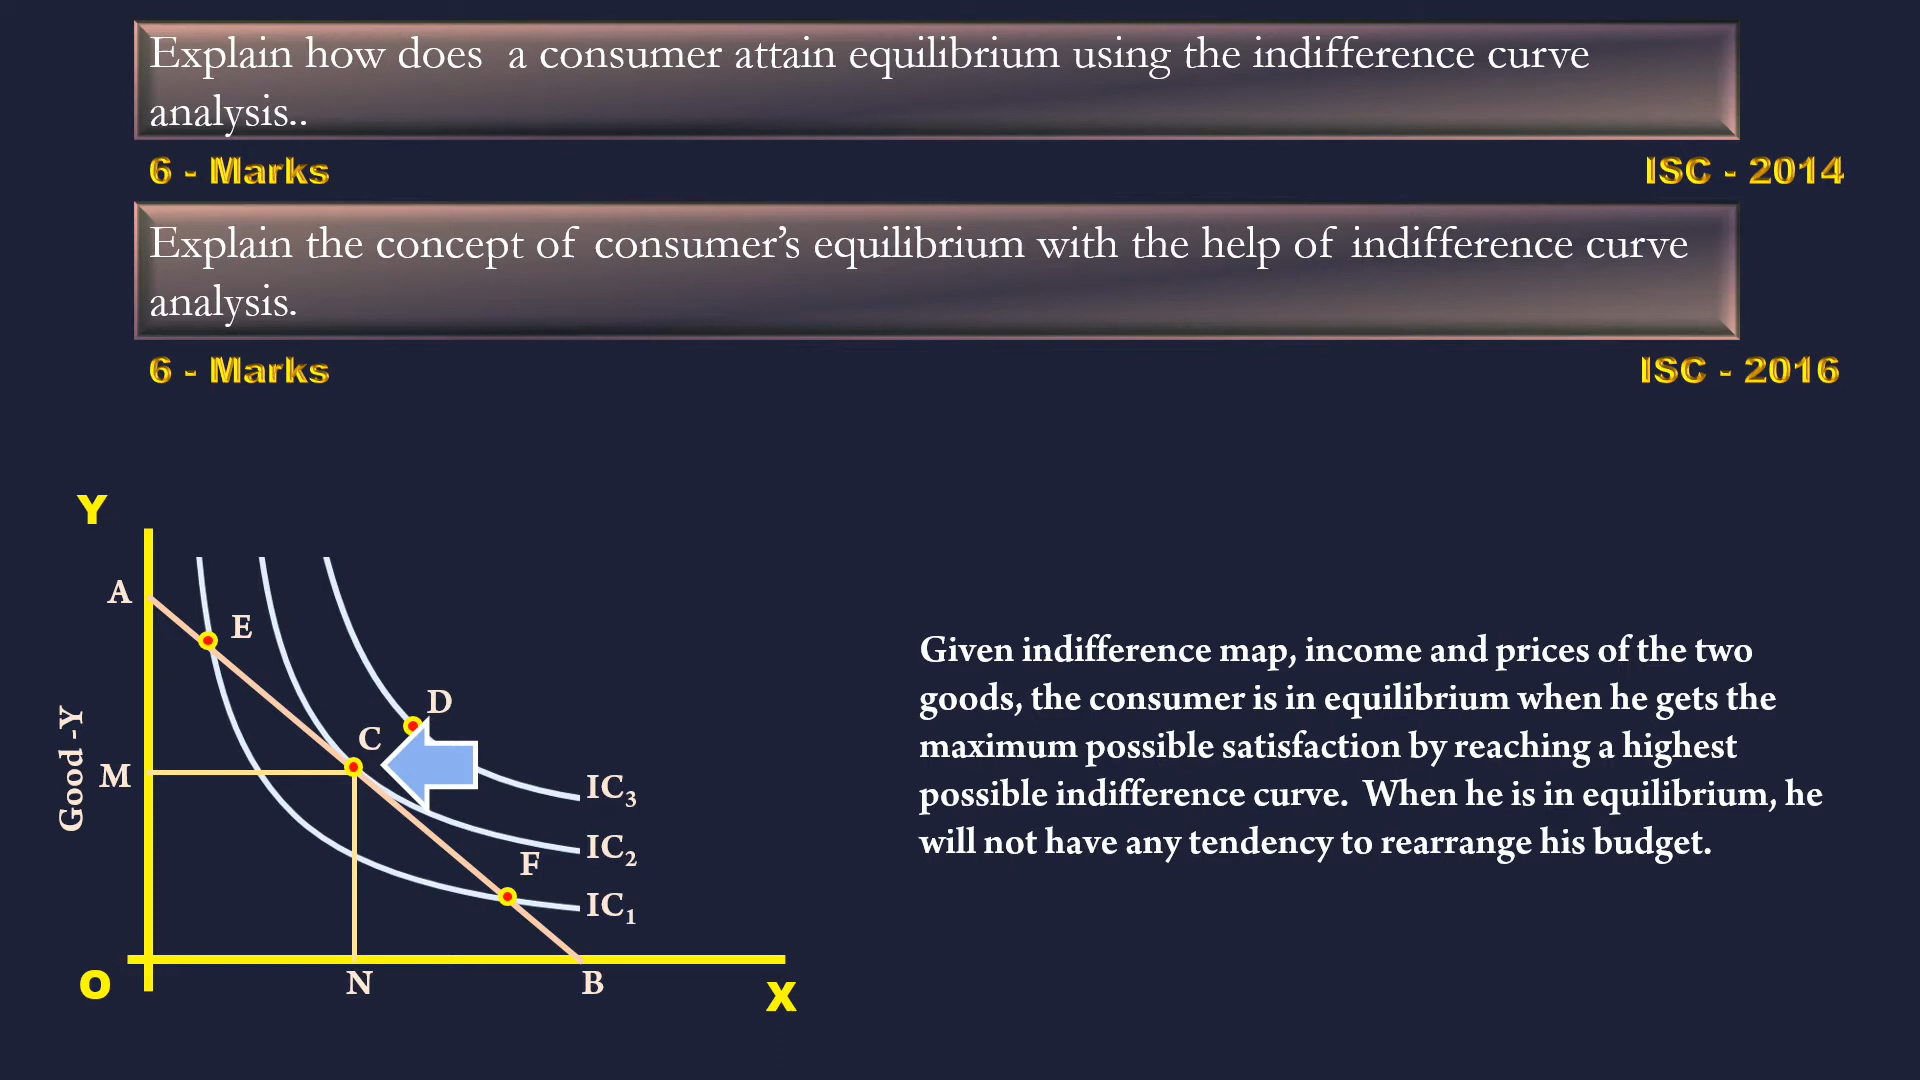 Explain how does a consumer attain equilibrium using the indifference curve
analysis..
6 - Marks
ISC - 2014
Explain the concept of consumer’s equilibrium with the help of indifference curve
analysis.
6 - Marks
ISC - 2016
Y
A
E
D
C
Good -Y
M
IC3
IC2
F
IC1
O
N
B
X
Given indifference map, income and prices of the two
goods, the consumer is in equilibrium when he gets the
maximum possible satisfaction by reaching a highest
possible indifference curve. When he is in equilibrium, he
will not have any tendency to rearrange his budget.